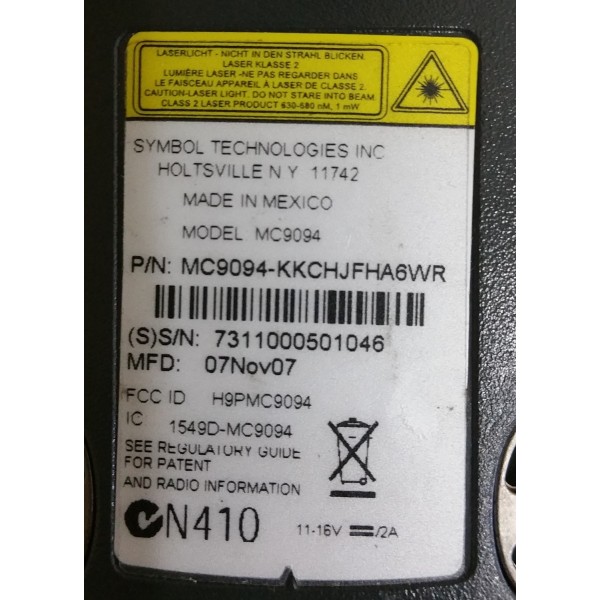 LASERLICHT - NICHT IN DEN STRAHL BLICKEN
LASER KLASSE 2
LUMIÈRE LASER -NE PAS REGARDER DANS
LE FAISCEAU APPAREIL À LASER DE CLASSE 2
CAUTION-LASER LIGHT. DO NOT STARE INTO BEAM
CLASS 2 LASER PRODUCT 630-680 nM, 1 mW
SYMBOL TECHNOLOGIES INC
HOLTSVILLE N Y 11742
MADE IN MEXICO
MODEL MC9094
P/N: MC9094-KKCHJFHA6WR
(S)S/N: 7311000501046
MFD: 07Nov07
FCC ID H9PMC9094
IC 1549D-MC9094
SEE REGULATORY GUIDE
FOR PATENT
AND RADIO INFORMATION
N410
11-16V ⎓/2A